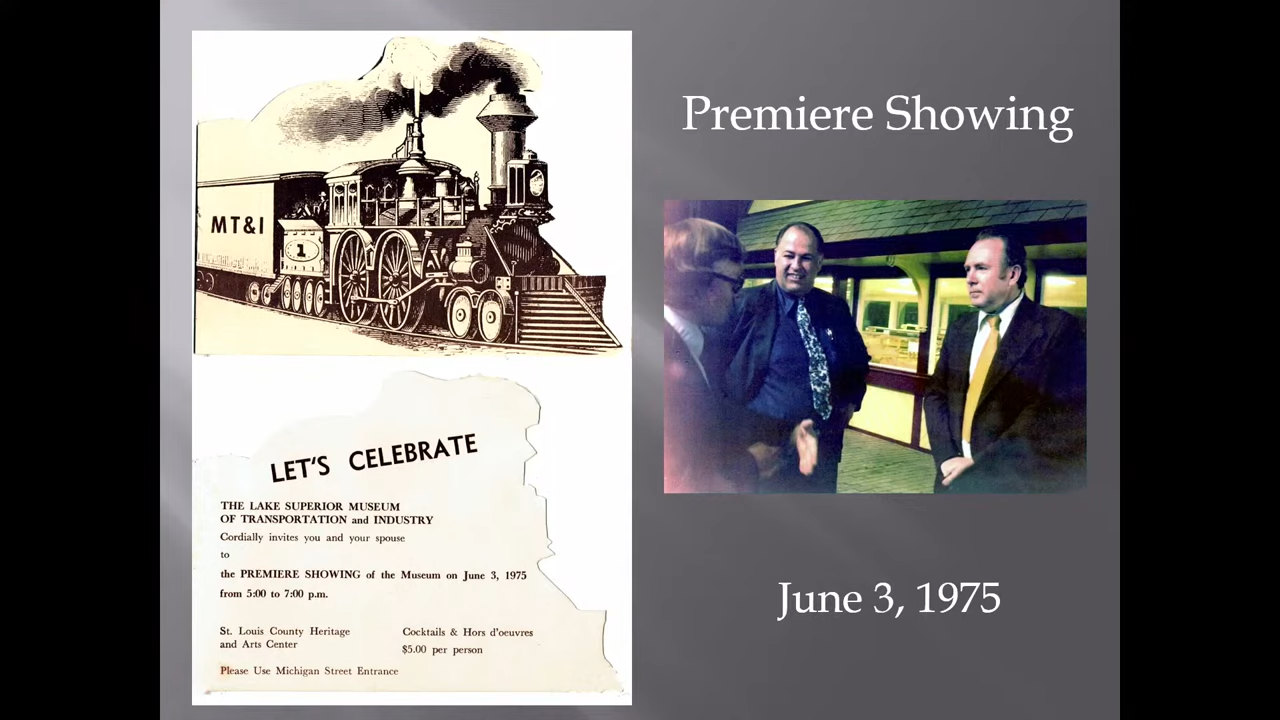 MT&I
1
LET'S CELEBRATE
THE LAKE SUPERIOR MUSEUM
OF TRANSPORTATION and INDUSTRY
Cordially invites you and your spouse
to
the PREMIERE SHOWING of the Museum on June 3, 1975
from 5:00 to 7:00 p.m.
St. Louis County Heritage
and Arts Center
Cocktails & Hors d'oeuvres
$5.00 per person
Please Use Michigan Street Entrance
Premiere Showing
June 3, 1975